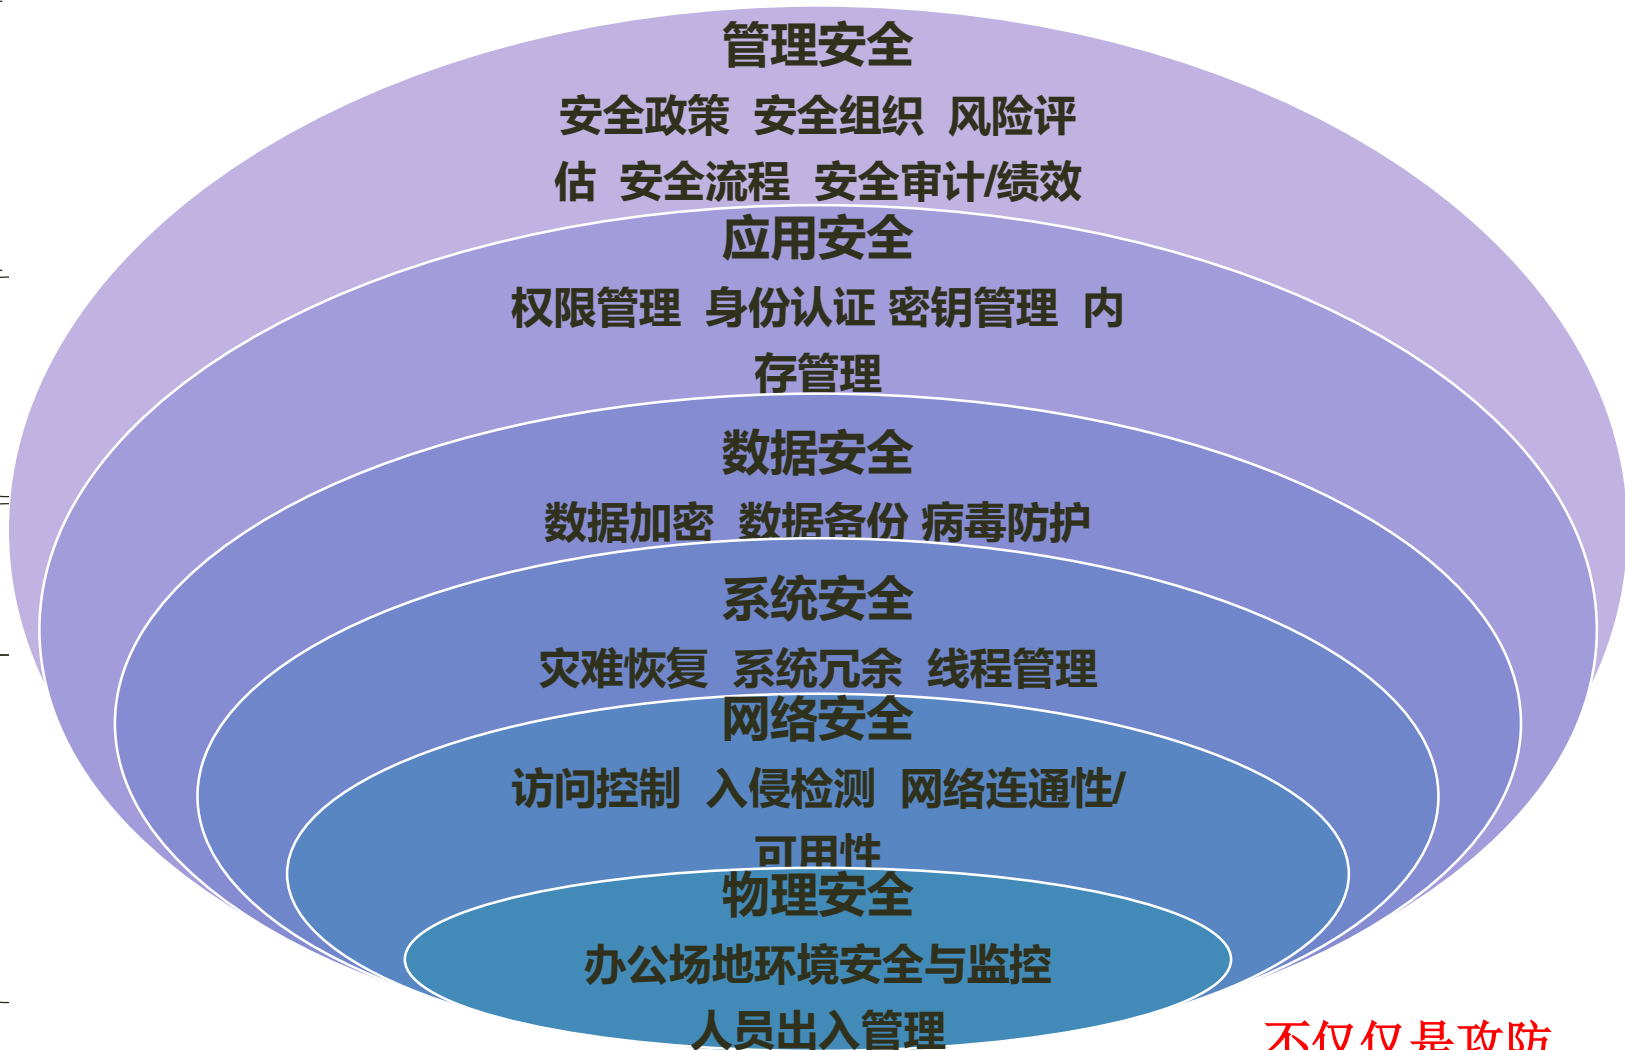 管理安全
安全政策 安全组织 风险评
估 安全流程 安全审计/绩效
应用安全
权限管理 身份认证 密钥管理 内
存管理
数据安全
数据加密 数据备份 病毒防护
系统安全
灾难恢复 系统冗余 线程管理
网络安全
访问控制 入侵检测 网络连通性/
可用性
物理安全
办公场地环境安全与监控
人员出入管理
不仅仅是攻防